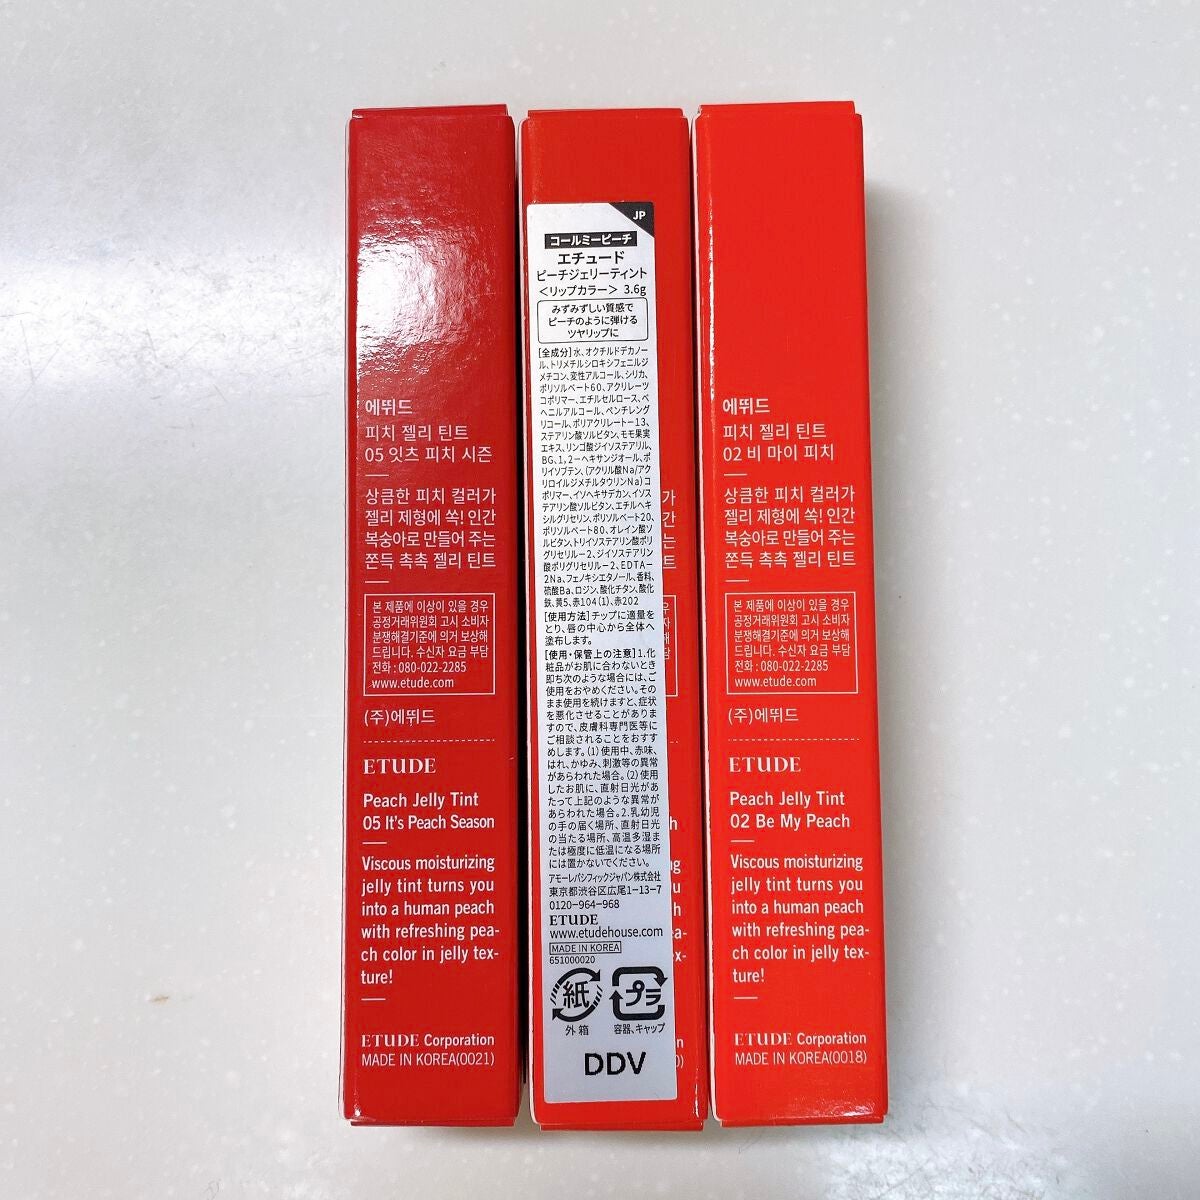 에뛰드
피치 젤리 틴트
05 잇츠 피치 시즌
상큼한 피치 컬러가
젤리 제형에 쏙! 인간
복숭아로 만들어 주는
쫀득 촉촉 젤리 틴트
본 제품에 이상이 있을 경우
공정거래위원회 고시 소비자
분쟁해결기준에 의거 보상해
드립니다. 수신자 요금 부담
전화 : 080-022-2285
www.etude.com
(주)에뛰드
ETUDE
Peach Jelly Tint
05 It's Peach Season
Viscous moisturizing
jelly tint turns you
into a human peach
with refreshing pea-
ch color in jelly tex-
ture!
ETUDE Corporation
MADE IN KOREA(0021)
JP
コールミーピーチ
エチュード
ピーチジェリーティント
＜リップカラー＞ 3.6g
みずみずしい質感で
ピーチのように弾ける
ツヤリップに
[全成分]水、オクチルドデカノー
ル、トリメチルシロキシフェニルジ
メチコン、変性アルコール、シリカ、
ポリソルベート60、アクリレーツ
コポリマー、エチルセルロース、ベ
ヘニルアルコール、ペンチレング
リコール、ポリアクリレート－13、
ステアリン酸ソルビタン、モモ果実
エキス、リンゴ酸ジイソステアリル、
BG、1,2－ヘキサンジオール、ポ
リイソブテン、(アクリル酸Na/アク
リロイルジメチルタウリンNa)コ
ポリマー、イソヘキサデカン、イソス
テアリン酸ソルビタン、エチルヘキ
シルグリセリン、ポリソルベート20、
ポリソルベート80、オレイン酸ソ
ルビタン、トリイソステアリン酸ポリ
グリセリル－2、ジイソステアリン
酸ポリグリセリル－2、EDTA－
2Na、フェノキシエタノール、香料、
硫酸Ba、ロジン、酸化チタン、酸化
鉄、黄5、赤104(1)、赤202
[使用方法]チップに適量を
とり、唇の中心から全体へ
塗布します。
[使用・保管上の注意]1.化
粧品がお肌に合わないとき
即ち次のような場合には、ご
使用をおやめください。その
まま使用を続けますと、症状
を悪化させることがありま
すので、皮膚科専門医等に
ご相談されることをおすす
めします。(1)使用中、赤味、
はれ、かゆみ、刺激等の異常
があらわれた場合。(2)使用
したお肌に、直射日光があ
たって上記のような異常が
あらわれた場合。2.乳幼児
の手の届く場所、直射日光
の当たる場所、高温多湿ま
たは極度に低温になる場所
には置かないでください。
アモーレパシフィックジャパン株式会社
東京都渋谷区広尾1－13－7
0120－964－968
ETUDE
www.etudehouse.com
MADE IN KOREA
651000020
紙
プラ
外箱
容器、キャップ
DDV
에뛰드
피치 젤리 틴트
02 비 마이 피치
상큼한 피치 컬러가
젤리 제형에 쏙! 인간
복숭아로 만들어 주는
쫀득 촉촉 젤리 틴트
본 제품에 이상이 있을 경우
공정거래위원회 고시 소비자
분쟁해결기준에 의거 보상해
드립니다. 수신자 요금 부담
전화 : 080-022-2285
www.etude.com
(주)에뛰드
ETUDE
Peach Jelly Tint
02 Be My Peach
Viscous moisturizing
jelly tint turns you
into a human peach
with refreshing pea-
ch color in jelly tex-
ture!
ETUDE Corporation
MADE IN KOREA(0018)